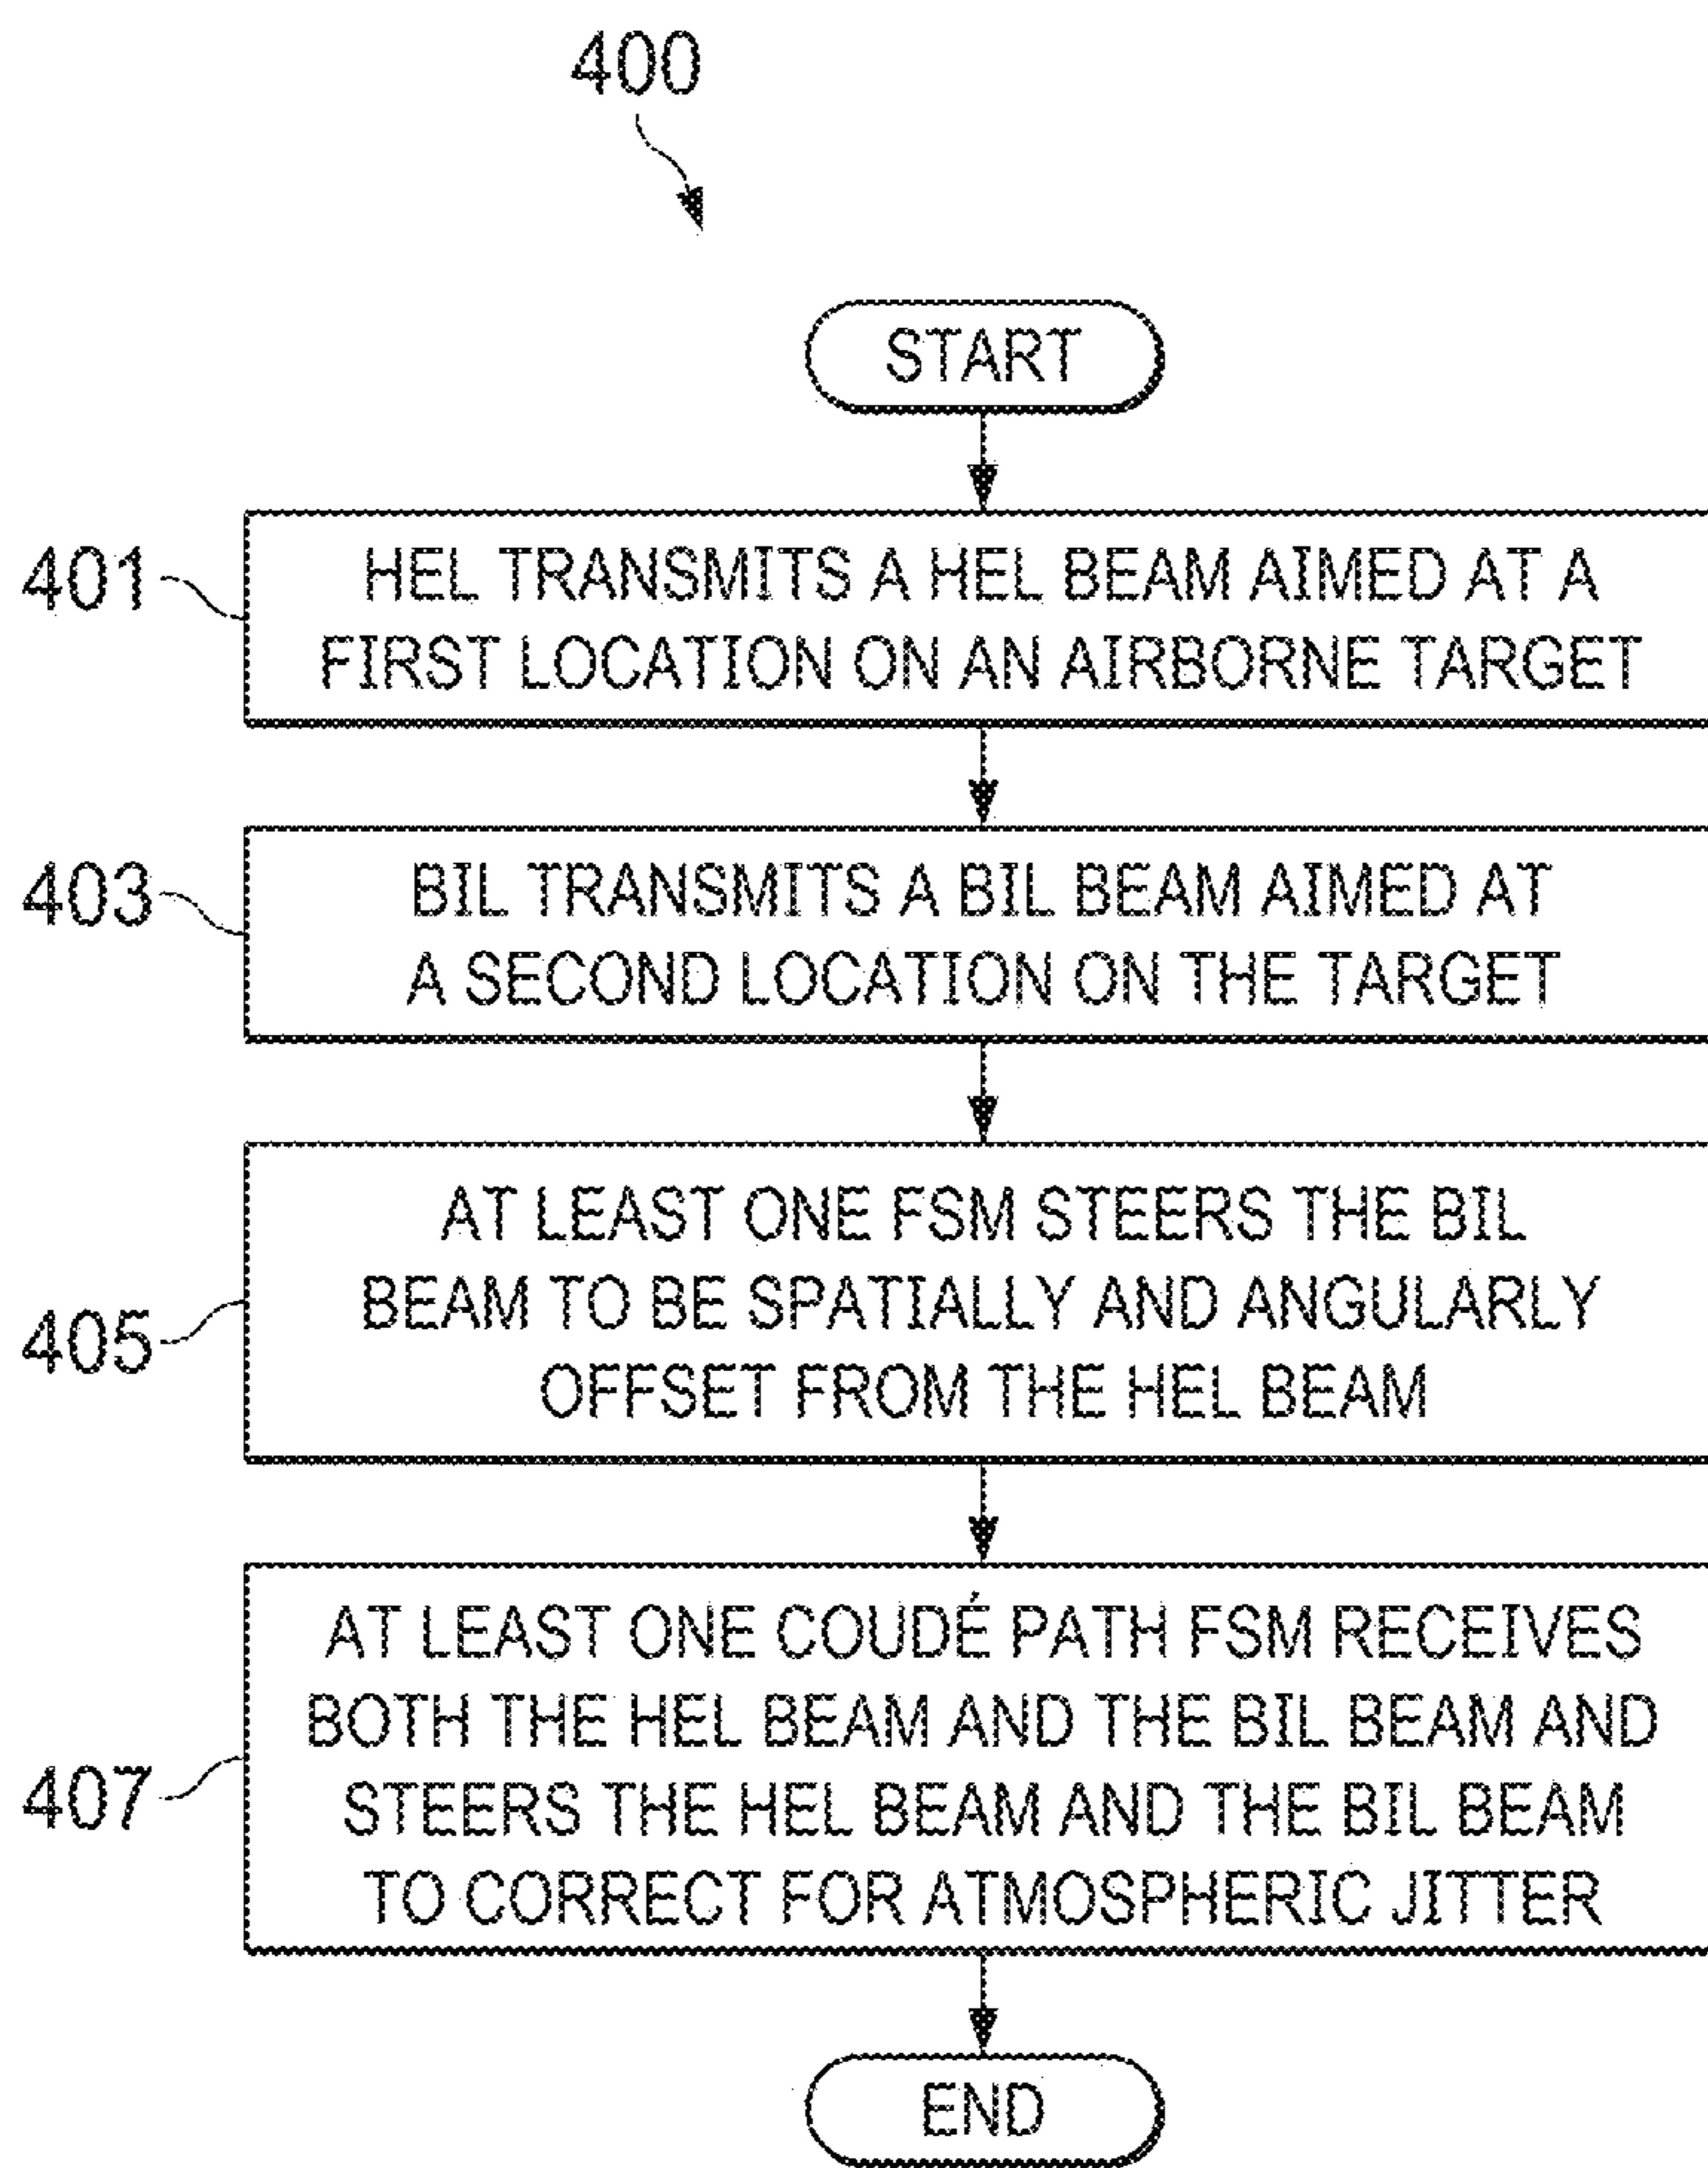 400
START
401
HEL TRANSMITS A HEL BEAM AIMED AT A
FIRST LOCATION ON AN AIRBORNE TARGET
403
BIL TRANSMITS A BIL BEAM AIMED AT
A SECOND LOCATION ON THE TARGET
405
AT LEAST ONE FSM STEERS THE BIL
BEAM TO BE SPATIALLY AND ANGULARLY
OFFSET FROM THE HEL BEAM
407
AT LEAST ONE COUDÉ PATH FSM RECEIVES
BOTH THE HEL BEAM AND THE BIL BEAM AND
STEERS THE HEL BEAM AND THE BIL BEAM
TO CORRECT FOR ATMOSPHERIC JITTER
END